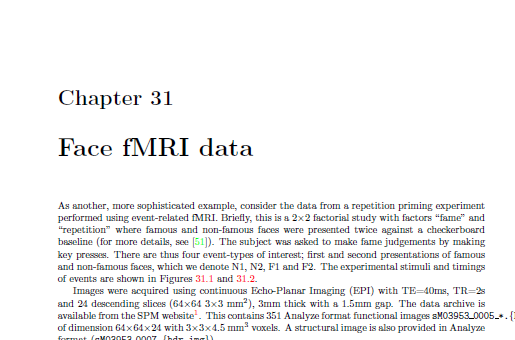 Chapter 31
Face fMRI data
As another, more sophisticated example, consider the data from a repetition priming experiment
performed using event-related fMRI. Briefly, this is a 2×2 factorial study with factors “fame” and
“repetition” where famous and non-famous faces were presented twice against a checkerboard
baseline (for more details, see [51]). The subject was asked to make fame judgements by making
key presses. There are thus four event-types of interest; first and second presentations of famous
and non-famous faces, which we denote N1, N2, F1 and F2. The experimental stimuli and timings
of events are shown in Figures 31.1 and 31.2.
Images were acquired using continuous Echo-Planar Imaging (EPI) with TE=40ms, TR=2s
and 24 descending slices (64×64 3×3 mm²), 3mm thick with a 1.5mm gap. The data archive is
available from the SPM website¹. This contains 351 Analyze format functional images sM03953_0005_*.{
of dimension 64×64×24 with 3×3×4.5 mm³ voxels. A structural image is also provided in Analyze
format (sM03953_0007.{hdr,img}).